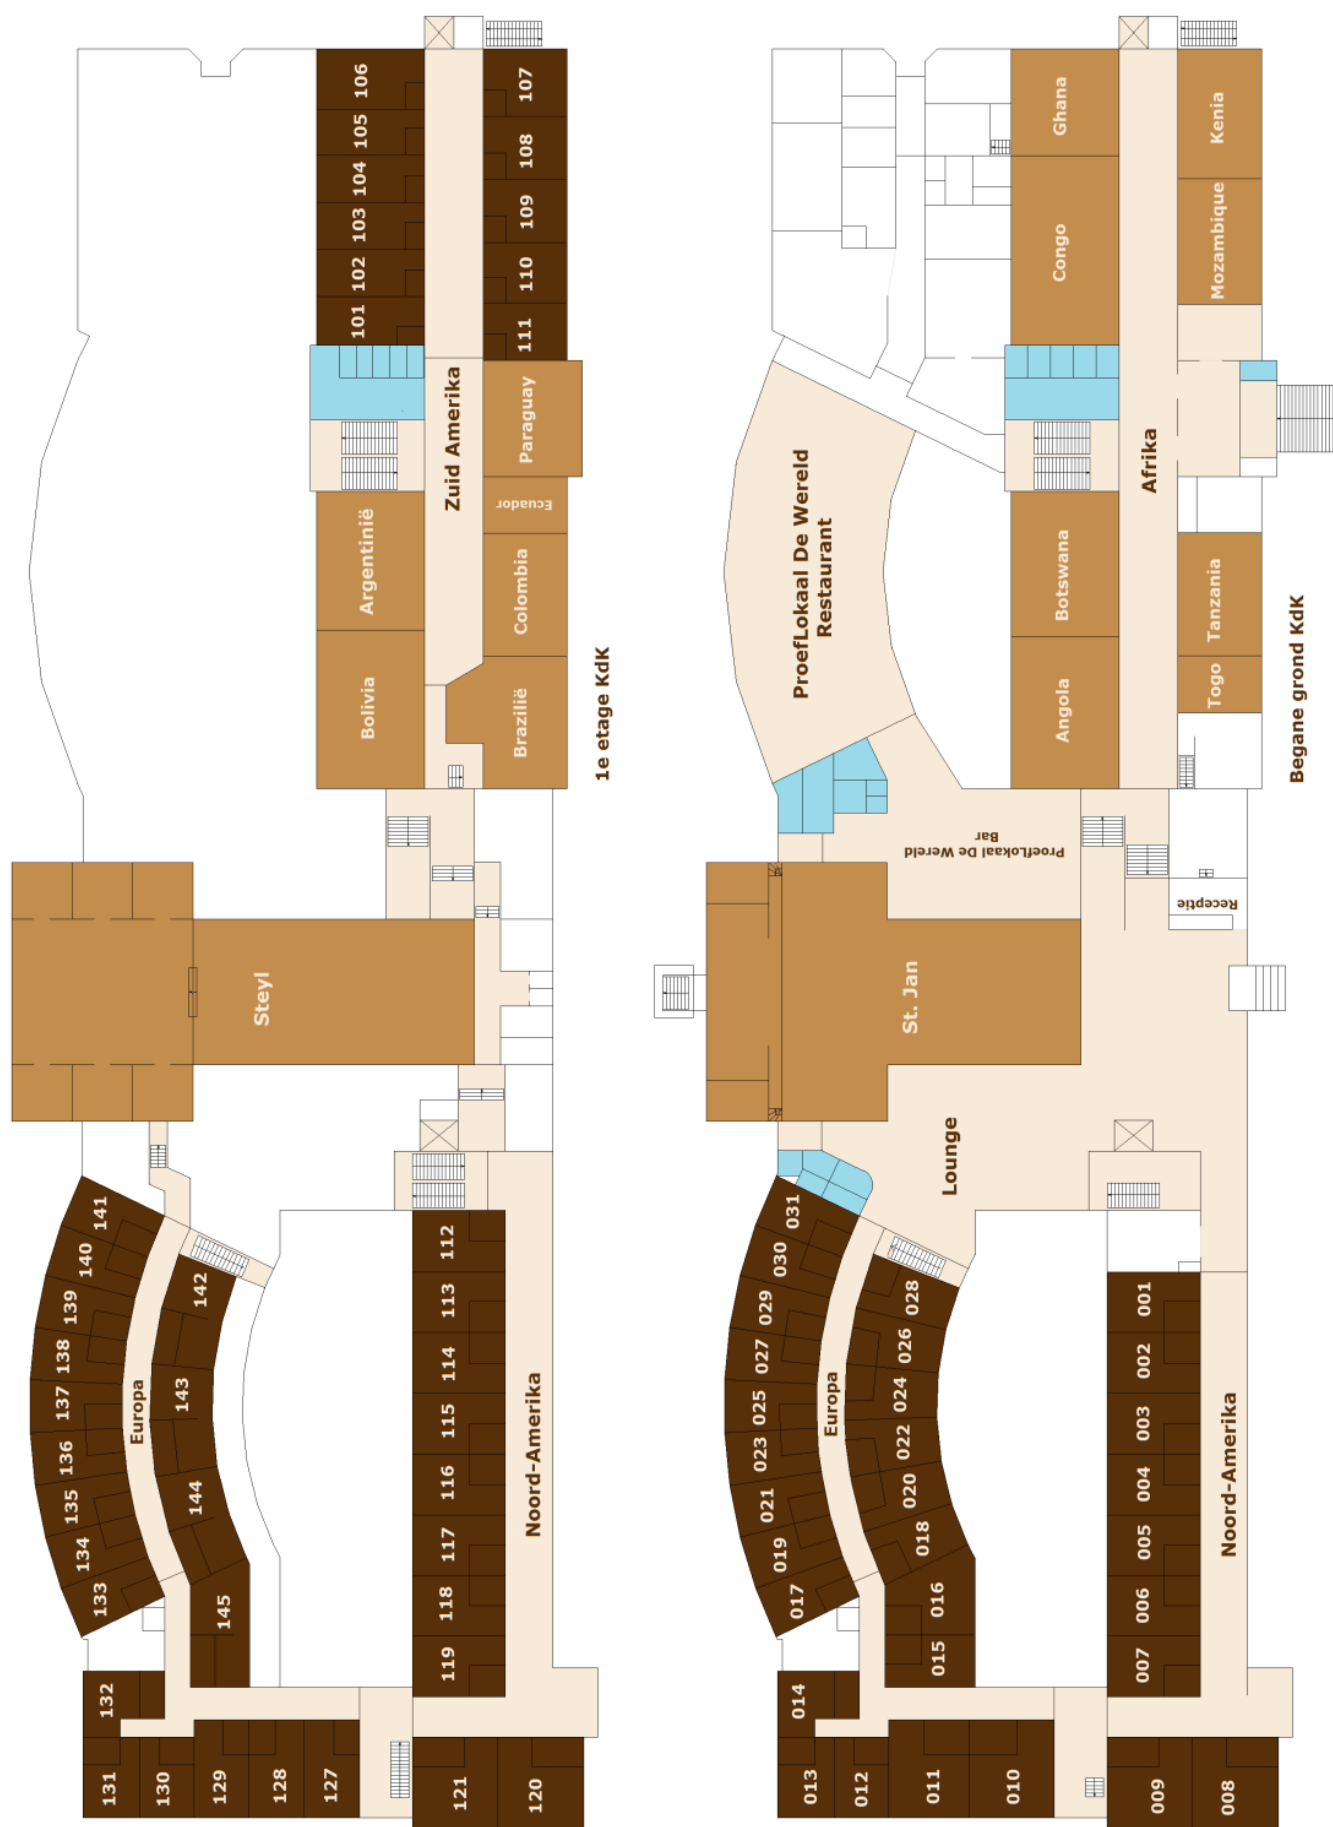 106
105
104
103
102
101
107
108
109
110
111
Zuid Amerika
Paraguay
Ecuador
Colombia
Brazilië
Argentinië
Bolivia
1e etage KdK
Steyl
141
140
139
138
137
136
135
134
133
Europa
142
143
144
145
112
113
114
115
116
117
118
119
Noord-Amerika
132
131
130
129
128
127
121
120
Ghana
Congo
Kenia
Mozambique
Afrika
ProefLokaal De Wereld
Restaurant
Botswana
Angola
Tanzania
Togo
Begane grond KdK
ProefLokaal De Wereld
Bar
Receptie
St. Jan
Lounge
031
030
029
027
025
023
021
019
017
Europa
028
026
024
022
020
018
016
015
001
002
003
004
005
006
007
Noord-Amerika
014
013
012
011
010
009
008